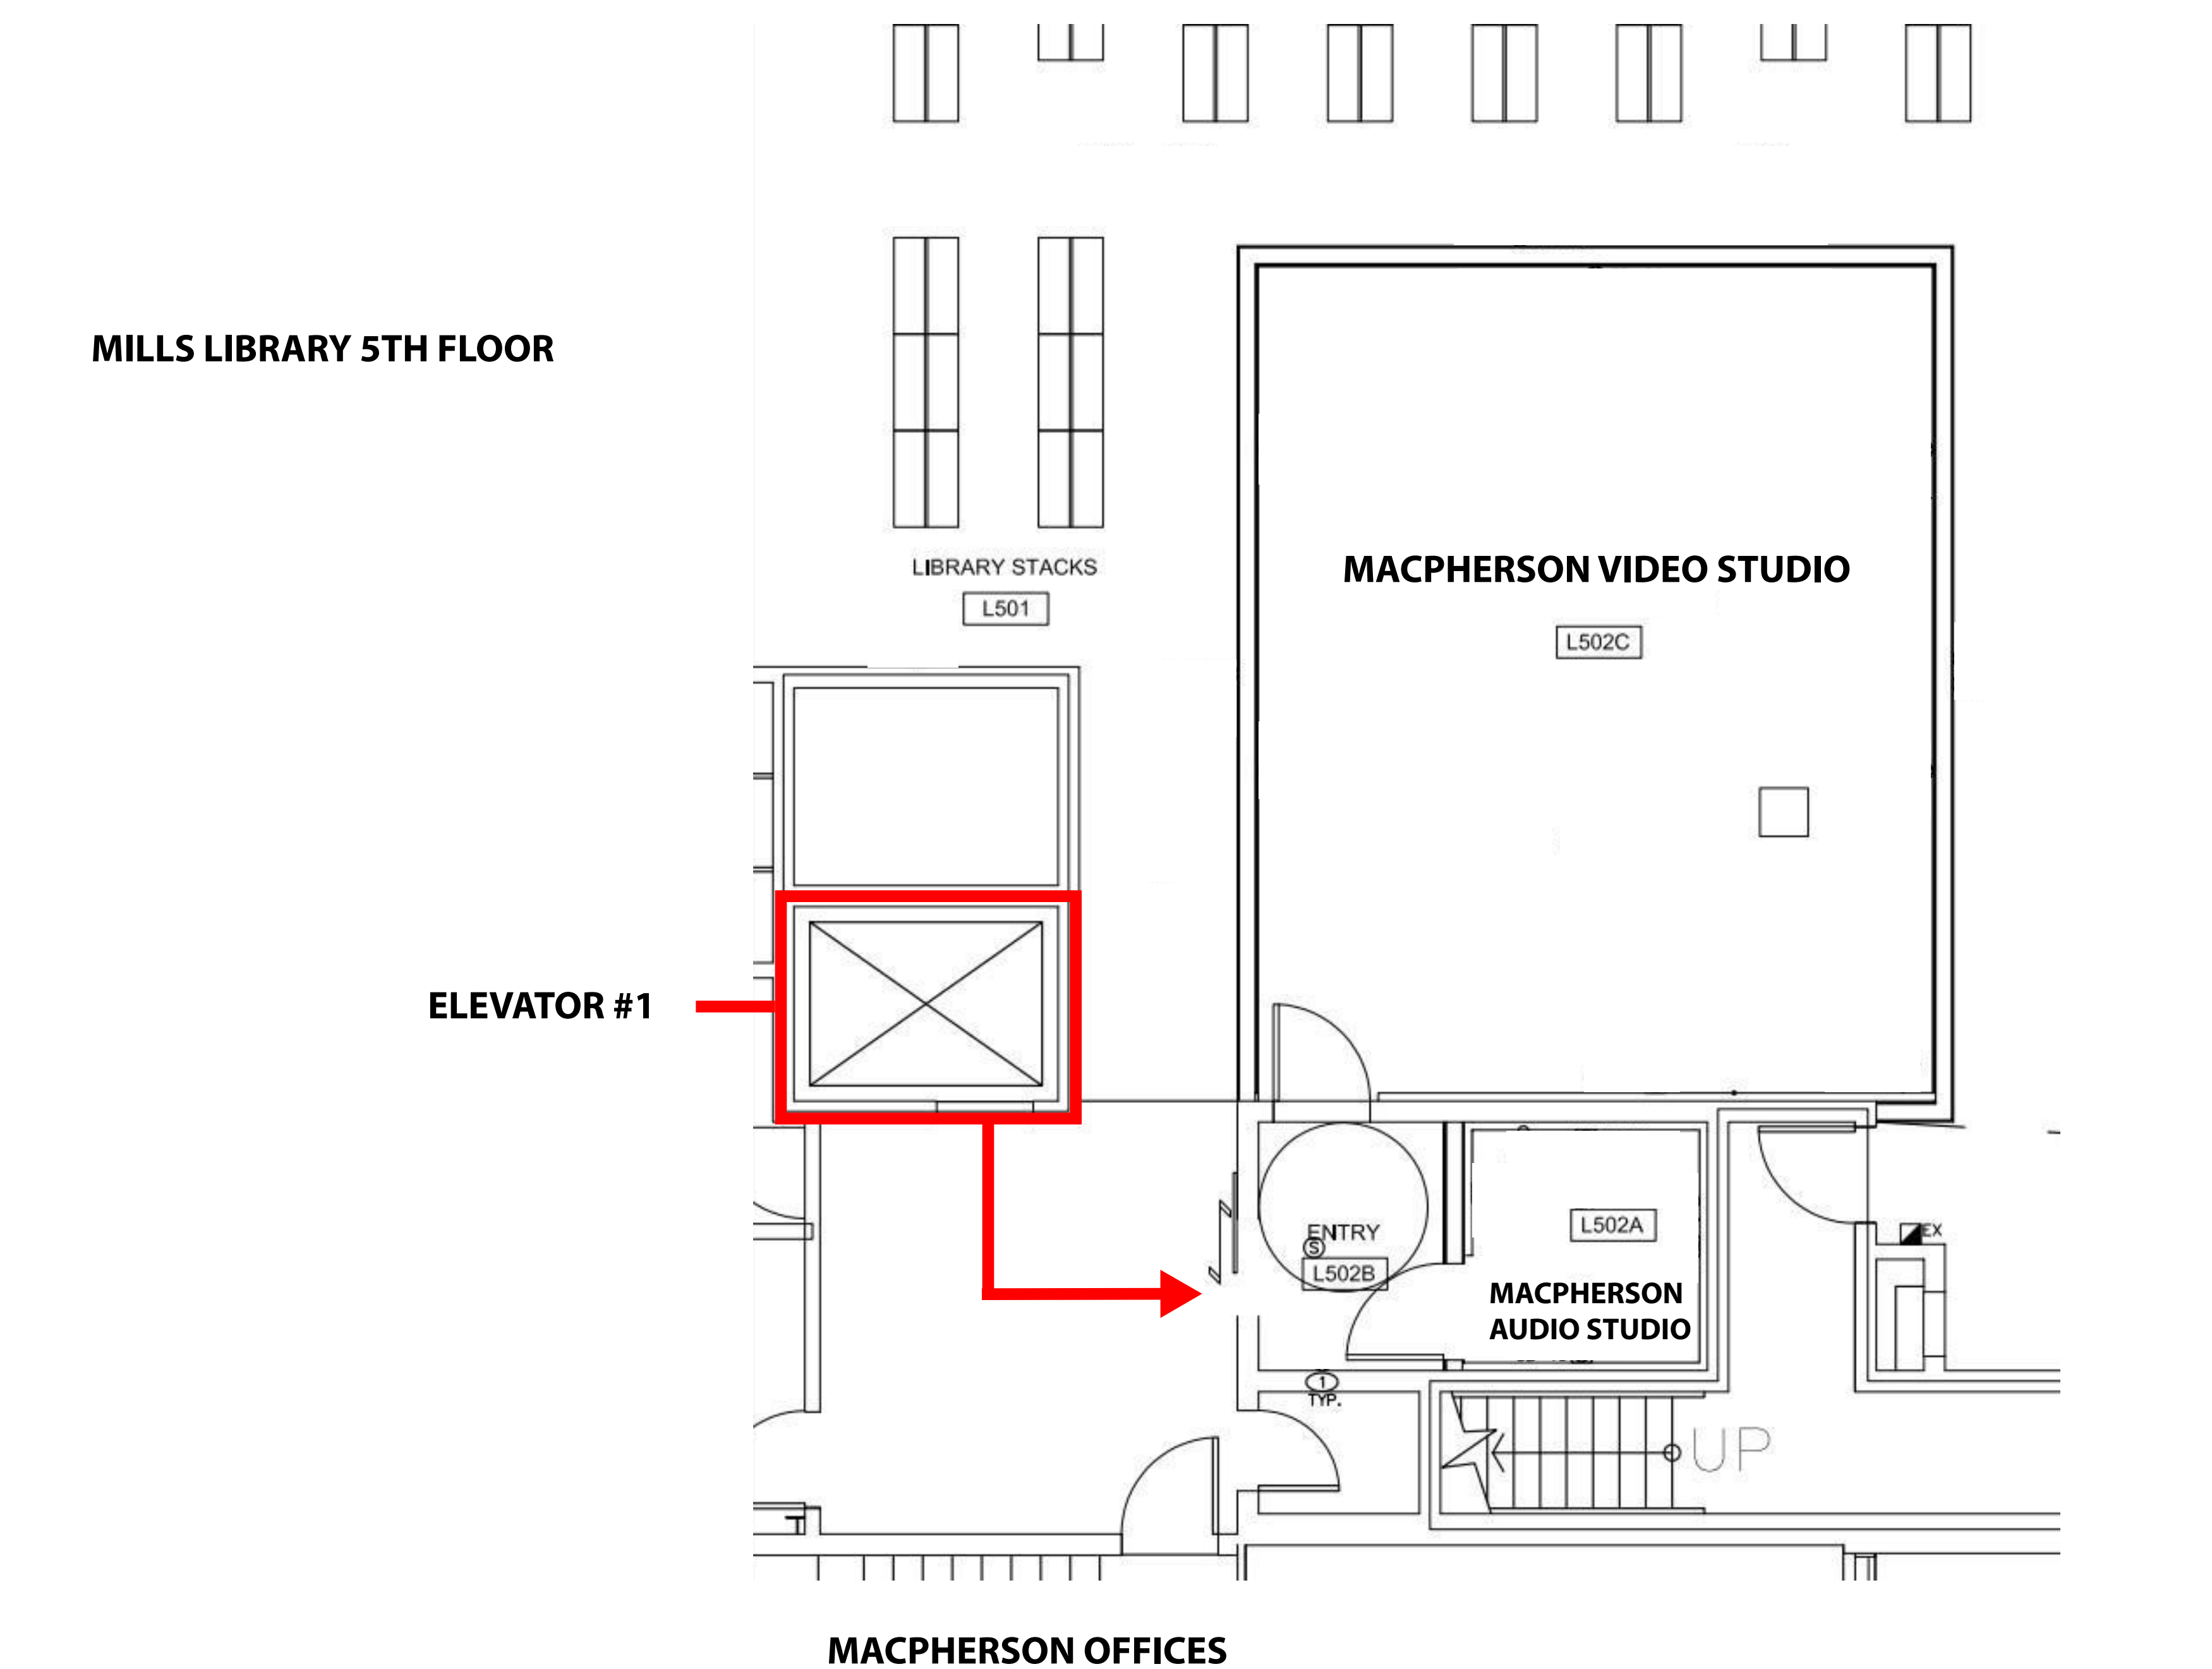 MILLS LIBRARY 5TH FLOOR
LIBRARY STACKS
L501
MACPHERSON VIDEO STUDIO
L502C
ELEVATOR #1
ENTRY
S
L502B
L502A
MACPHERSON
AUDIO STUDIO
EX
1
TYP.
UP
T
MACPHERSON OFFICES